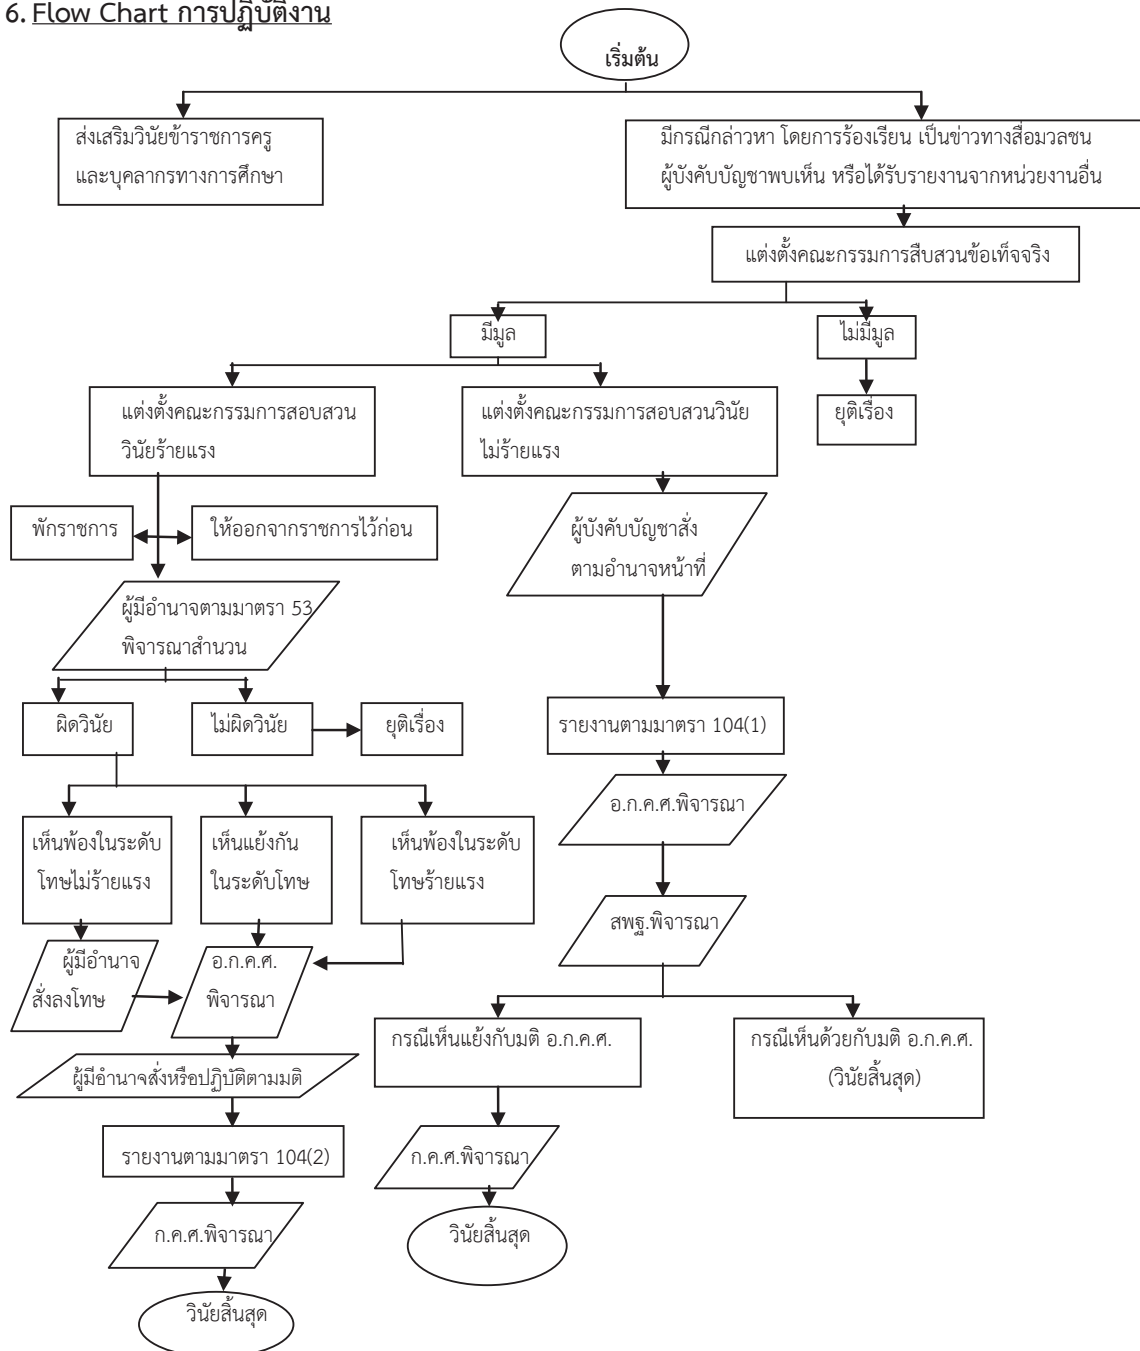 6. Flow Chart การปฏิบัติงาน
เริ่มต้น
ส่งเสริมวินัยข้าราชการครู
และบุคลากรทางการศึกษา
มีกรณีกล่าวหา โดยการร้องเรียน เป็นข่าวทางสื่อมวลชน
ผู้บังคับบัญชาพบเห็น หรือได้รับรายงานจากหน่วยงานอื่น
แต่งตั้งคณะกรรมการสืบสวนข้อเท็จจริง
มีมูล
ไม่มีมูล
แต่งตั้งคณะกรรมการสอบสวน
วินัยร้ายแรง
แต่งตั้งคณะกรรมการสอบสวนวินัย
ไม่ร้ายแรง
ยุติเรื่อง
พักราชการ
ให้ออกจากราชการไว้ก่อน
ผู้บังคับบัญชาสั่ง
ตามอำนาจหน้าที่
ผู้มีอำนาจตามมาตรา 53
พิจารณาสำนวน
ผิดวินัย
ไม่ผิดวินัย
ยุติเรื่อง
รายงานตามมาตรา 104(1)
อ.ก.ค.ศ.พิจารณา
เห็นพ้องในระดับ
โทษไม่ร้ายแรง
เห็นแย้งกัน
ในระดับโทษ
เห็นพ้องในระดับ
โทษร้ายแรง
สพฐ.พิจารณา
ผู้มีอำนาจ
สั่งลงโทษ
อ.ก.ค.ศ.
พิจารณา
กรณีเห็นแย้งกับมติ อ.ก.ค.ศ.
กรณีเห็นด้วยกับมติ อ.ก.ค.ศ.
(วินัยสิ้นสุด)
ผู้มีอำนาจสั่งหรือปฏิบัติตามมติ
รายงานตามมาตรา 104(2)
ก.ค.ศ.พิจารณา
ก.ค.ศ.พิจารณา
วินัยสิ้นสุด
วินัยสิ้นสุด